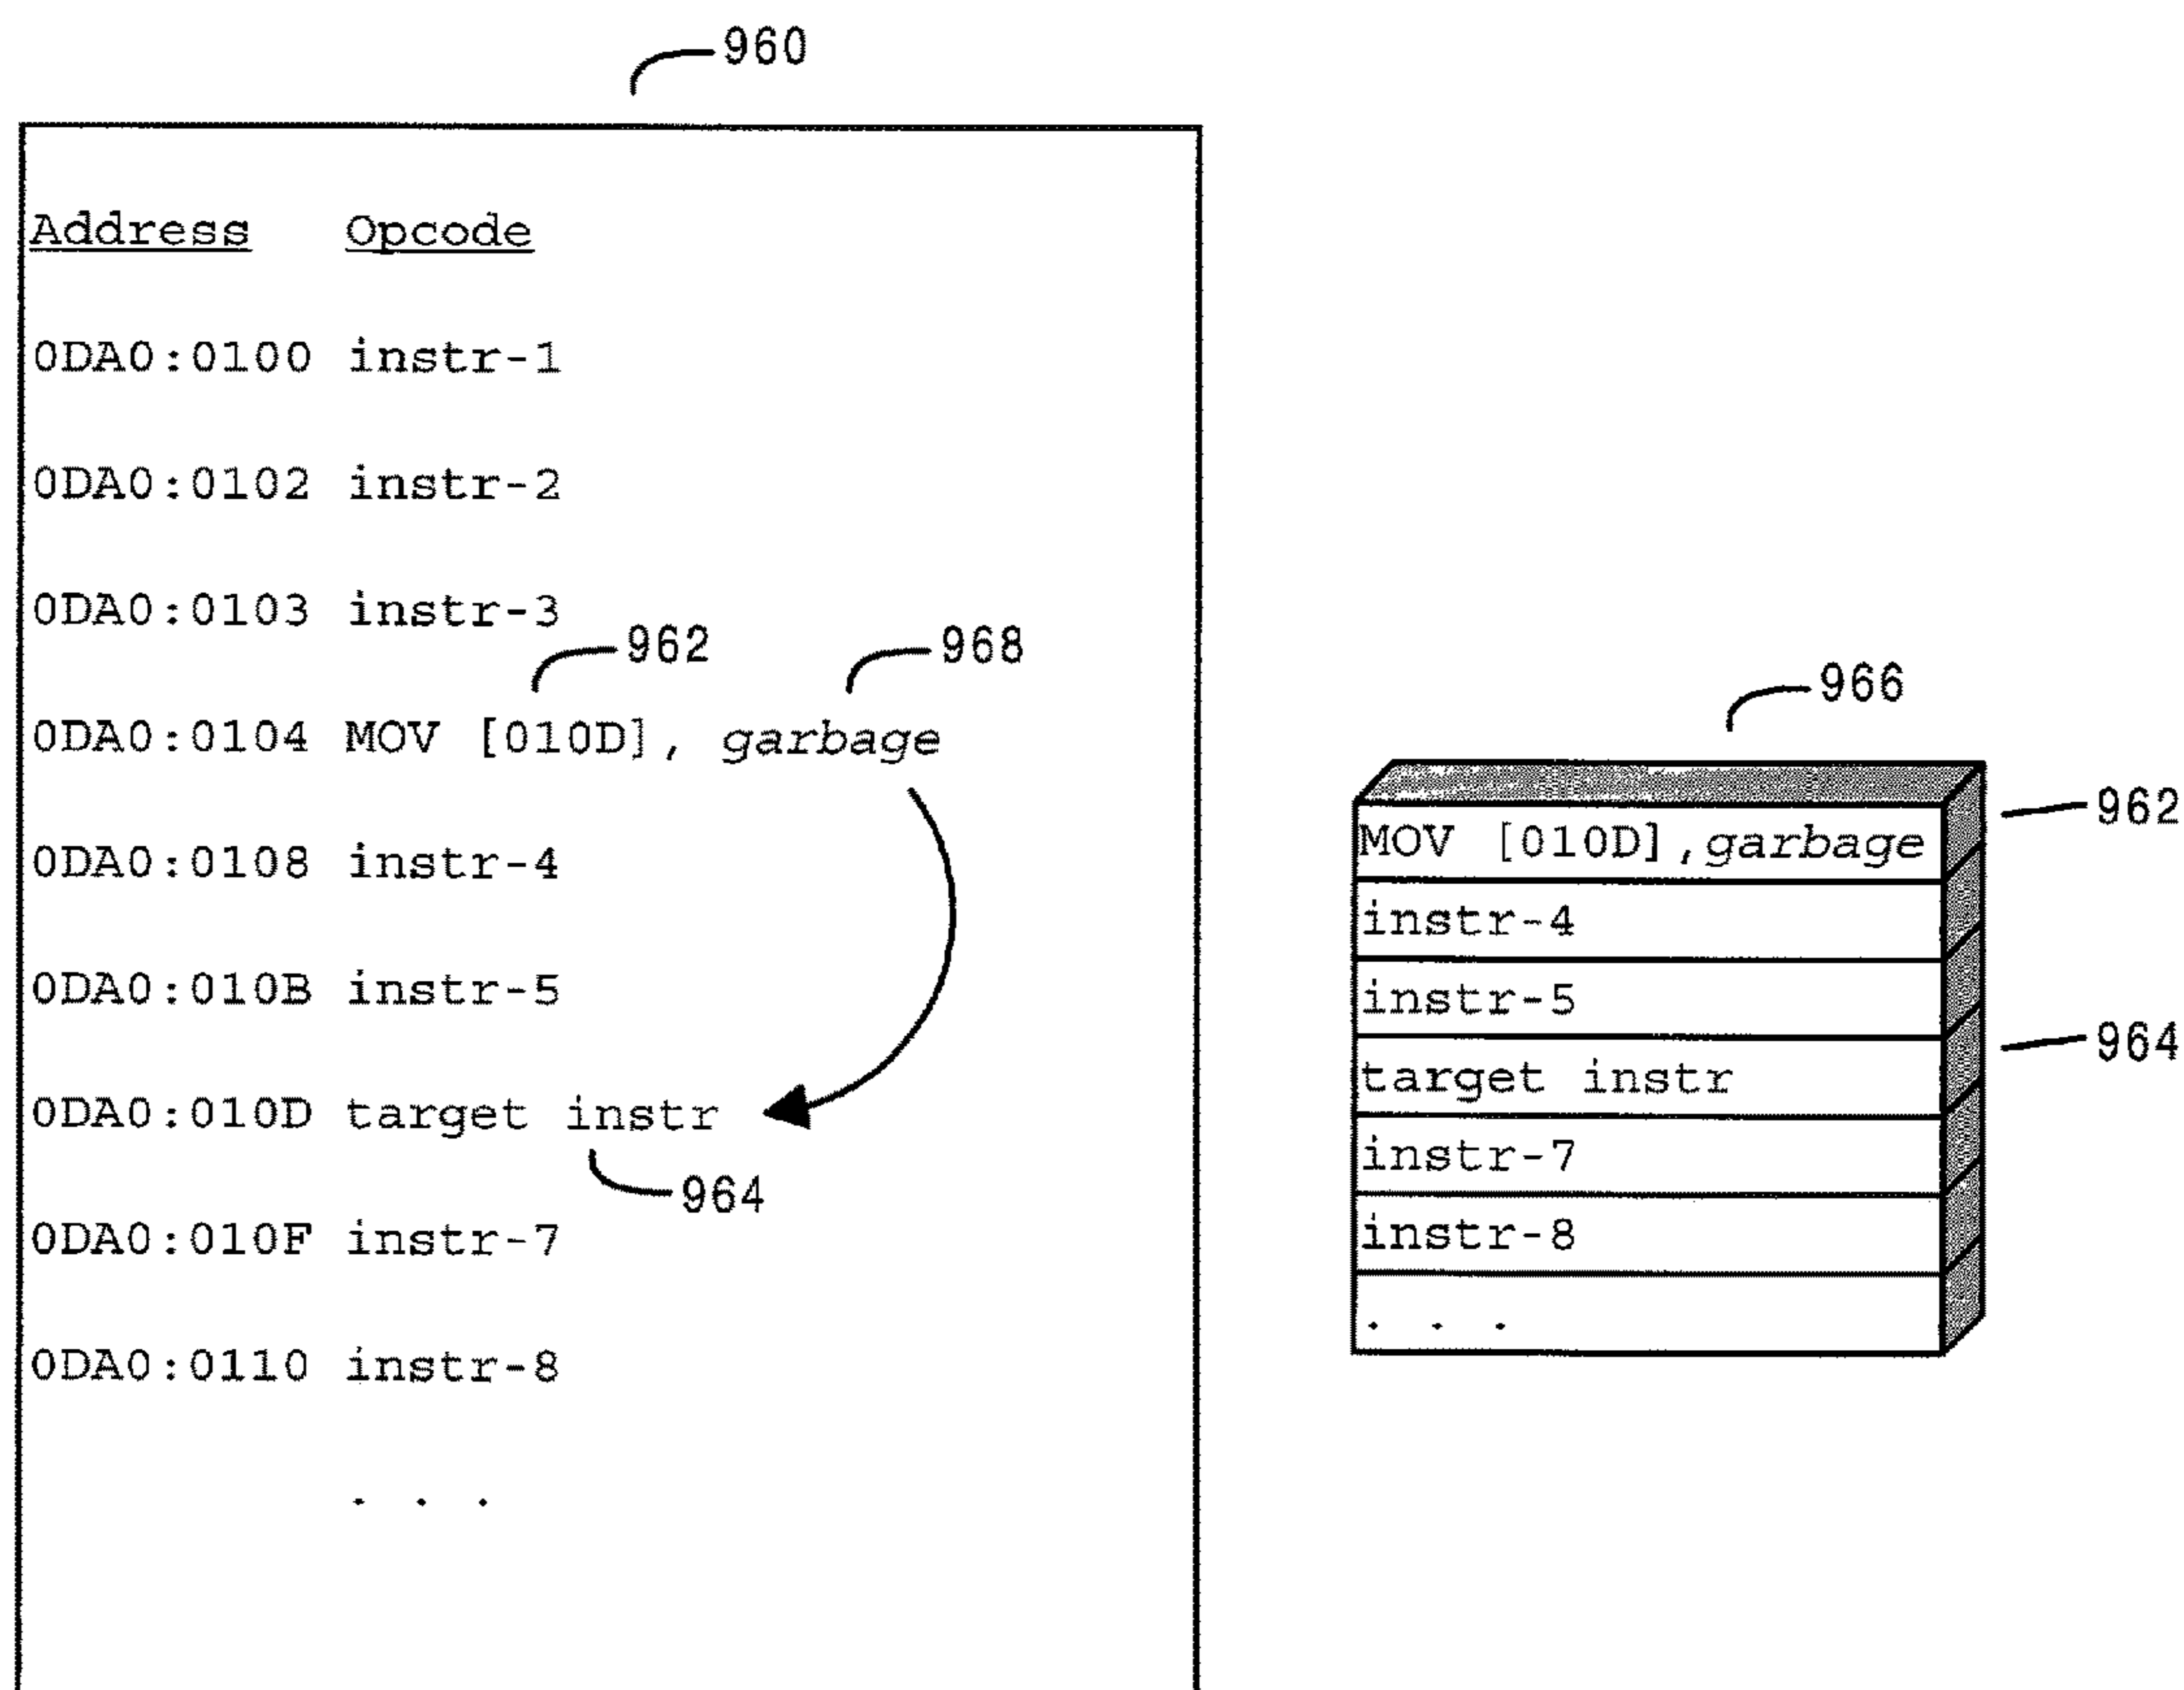 960
Address Opcode
0DA0:0100 instr-1
0DA0:0102 instr-2
0DA0:0103 instr-3
962 968
0DA0:0104 MOV [010D], garbage
0DA0:0108 instr-4
0DA0:010B instr-5
0DA0:010D target instr
964
0DA0:010F instr-7
0DA0:0110 instr-8
. . .
966
962
MOV [010D],garbage
instr-4
instr-5
964
target instr
instr-7
instr-8
. . .